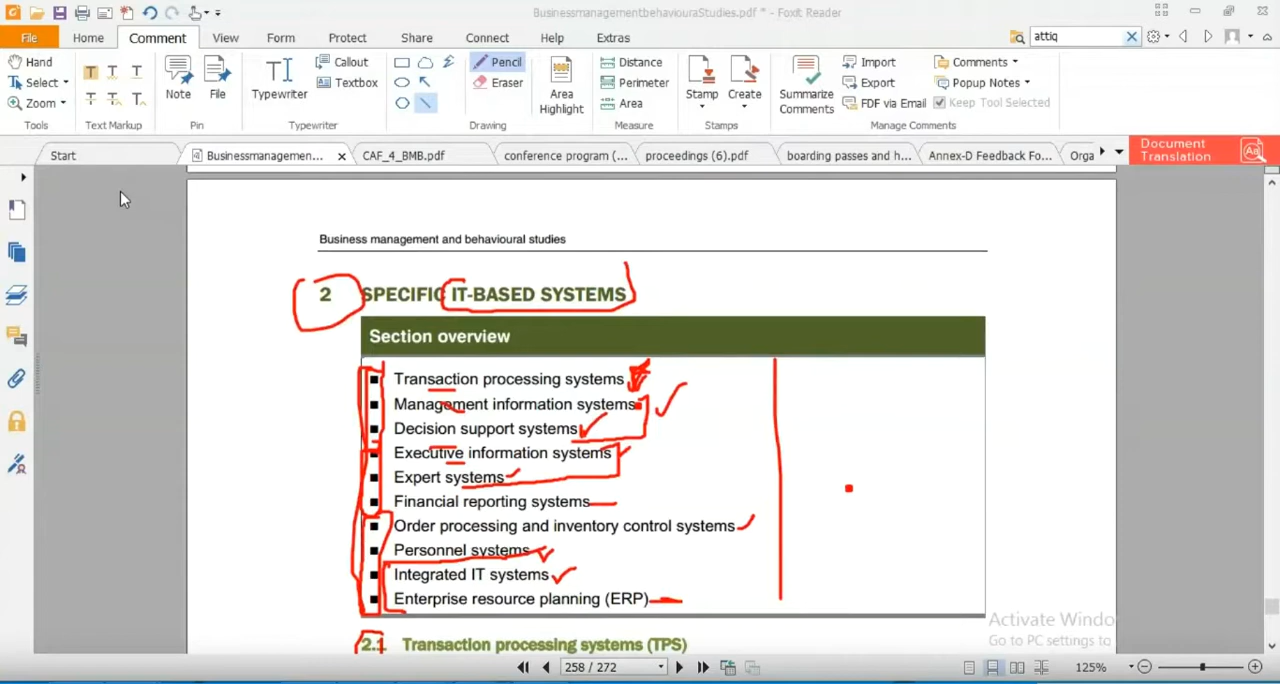 BusinessmanagementbehaviouraStudies.pdf * - Foxit Reader
File Home Comment View Form Protect Share Connect Help Extras attiq
Hand Select Zoom Tools
Text Markup
Note File Pin
Typewriter Callout Textbox Typewriter
Pencil Eraser Drawing
Area Highlight
Distance Perimeter Area Measure
Stamp Create Stamps
Summarize Comments Import Export FDF via Email Comments Popup Notes Keep Tool Selected Manage Comments
Start Businessmanagemen... CAF_4_BMB.pdf conference program (... proceedings (6).pdf boarding passes and h... Annex-D Feedback Fo... Orga
Document Translation
Business management and behavioural studies
2 SPECIFIC IT-BASED SYSTEMS
Section overview
■ Transaction processing systems
■ Management information systems
■ Decision support systems
■ Executive information systems
■ Expert systems
■ Financial reporting systems
■ Order processing and inventory control systems
■ Personnel systems
■ Integrated IT systems
■ Enterprise resource planning (ERP)
2.1 Transaction processing systems (TPS)
Activate Windo
Go to PC settings to
258 / 272
125%